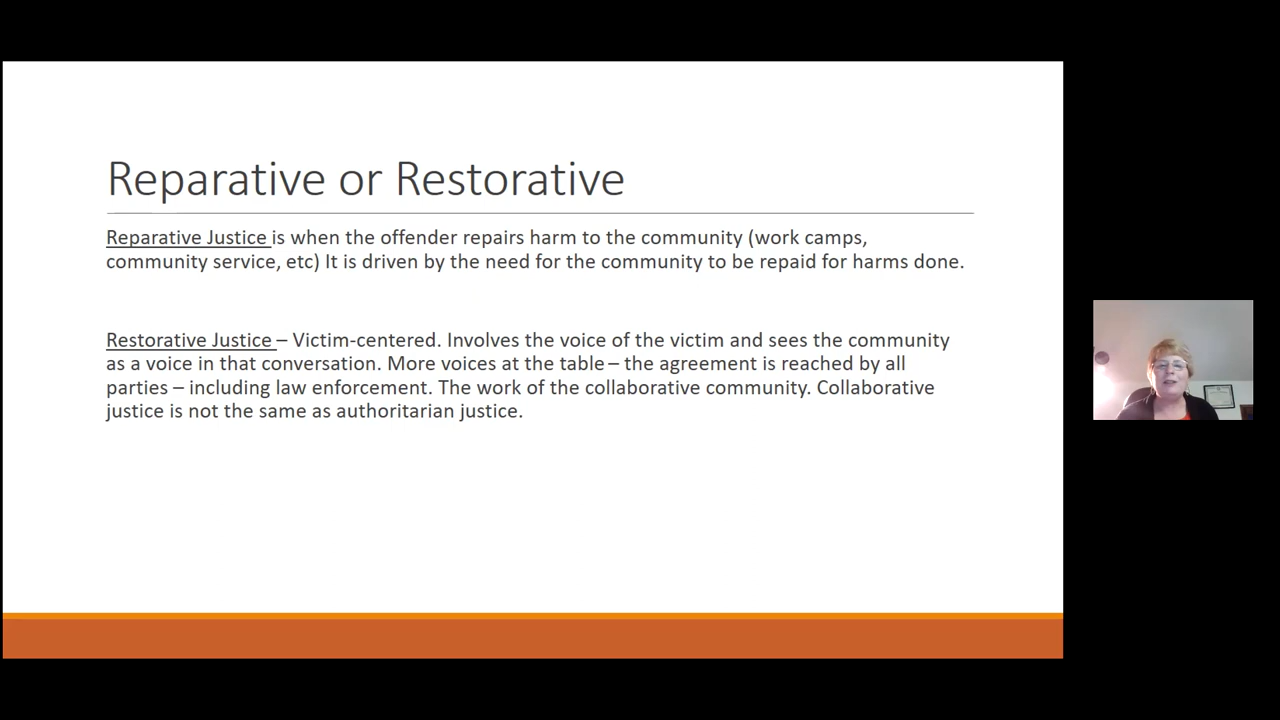 Reparative or Restorative
Reparative Justice is when the offender repairs harm to the community (work camps,
community service, etc) It is driven by the need for the community to be repaid for harms done.
Restorative Justice – Victim-centered. Involves the voice of the victim and sees the community
as a voice in that conversation. More voices at the table – the agreement is reached by all
parties – including law enforcement. The work of the collaborative community. Collaborative
justice is not the same as authoritarian justice.